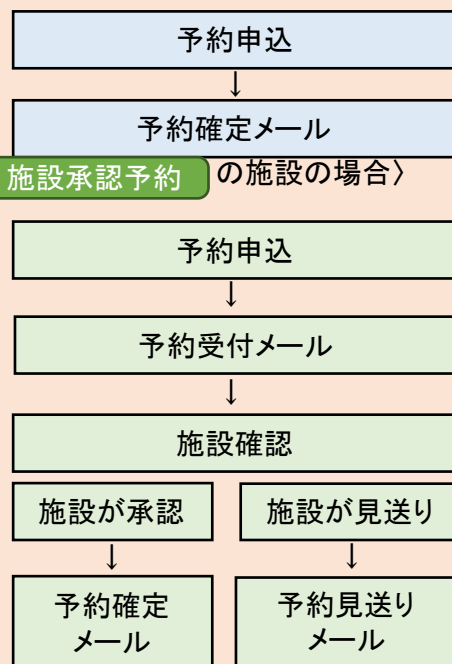 予約申込
↓
予約確定メール
施設承認予約 の施設の場合〉
予約申込
↓
予約受付メール
↓
施設確認
施設が承認 施設が見送り
↓ ↓
予約確定 予約見送り
メール メール